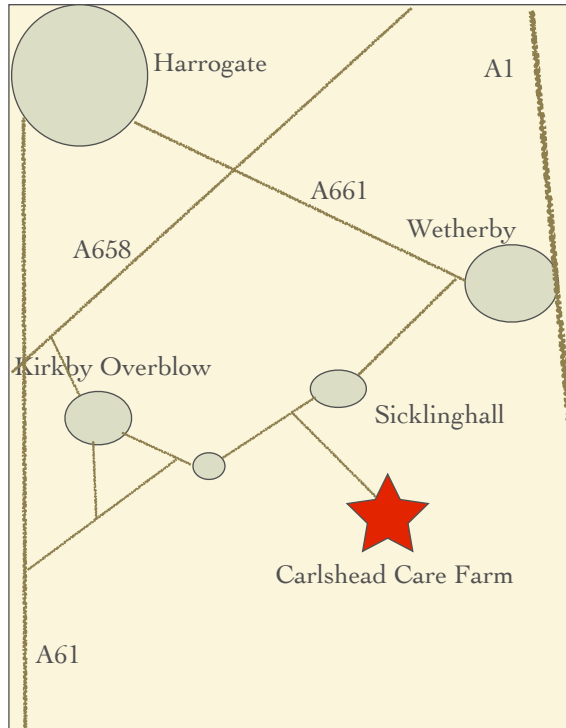 Harrogate
A1
A661
Wetherby
A658
Kirkby Overblow
Sicklinghall
Carlshead Care Farm
A61